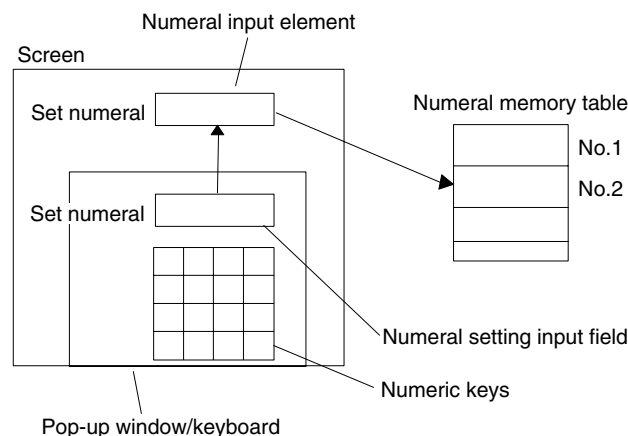 Numeral input element
Screen
Set numeral
Numeral memory table
No.1
No.2
Set numeral
Numeral setting input field
Numeric keys
Pop-up window/keyboard